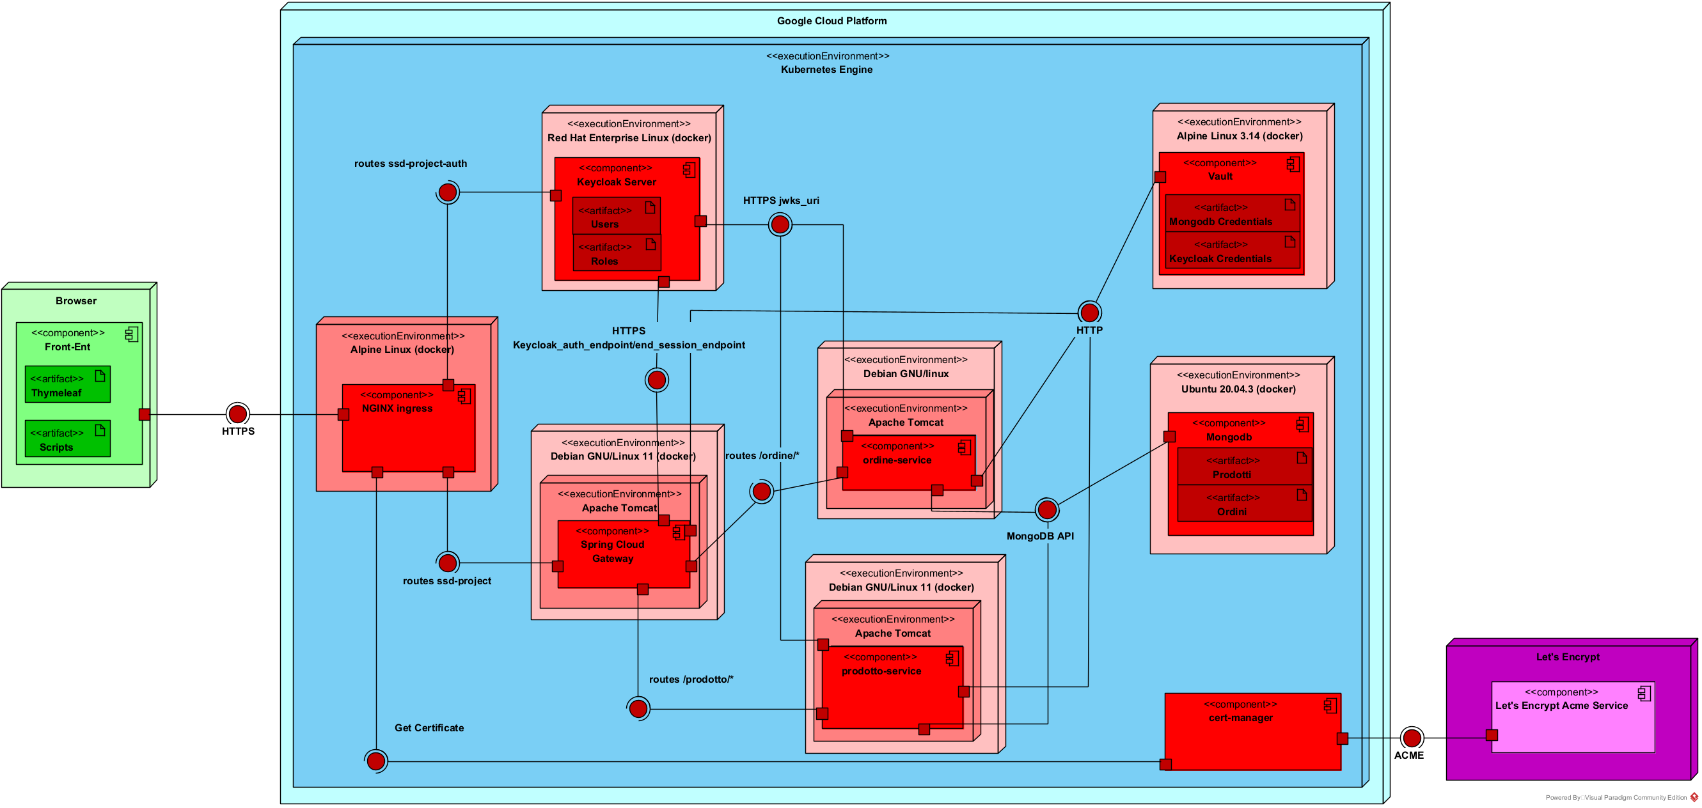 Google Cloud Platform
<<executionEnvironment>>
Kubernetes Engine
<<executionEnvironment>>
Red Hat Enterprise Linux (docker)
<<component>>
Keycloak Server
<<artifact>>
Users
<<artifact>>
Roles
<<executionEnvironment>>
Alpine Linux 3.14 (docker)
<<component>>
Vault
<<artifact>>
Mongodb Credentials
<<artifact>>
Keycloak Credentials
routes ssd-project-auth
HTTPS jwks_uri
Browser
<<component>>
Front-Ent
<<artifact>>
Thymeleaf
<<artifact>>
Scripts
HTTPS
<<executionEnvironment>>
Alpine Linux (docker)
<<component>>
NGINX ingress
HTTPS
Keycloak_auth_endpoint/end_session_endpoint
HTTP
<<executionEnvironment>>
Debian GNU/linux
<<executionEnvironment>>
Apache Tomcat
<<component>>
ordine-service
<<executionEnvironment>>
Ubuntu 20.04.3 (docker)
<<component>>
Mongodb
<<artifact>>
Prodotti
<<artifact>>
Ordini
<<executionEnvironment>>
Debian GNU/Linux 11 (docker)
<<executionEnvironment>>
Apache Tomcat
<<component>>
Spring Cloud
Gateway
routes /ordine/*
MongoDB API
routes ssd-project
<<executionEnvironment>>
Debian GNU/Linux 11 (docker)
<<executionEnvironment>>
Apache Tomcat
<<component>>
prodotto-service
routes /prodotto/*
Get Certificate
<<component>>
cert-manager
ACME
Let's Encrypt
<<component>>
Let's Encrypt Acme Service
Powered By Visual Paradigm Community Edition